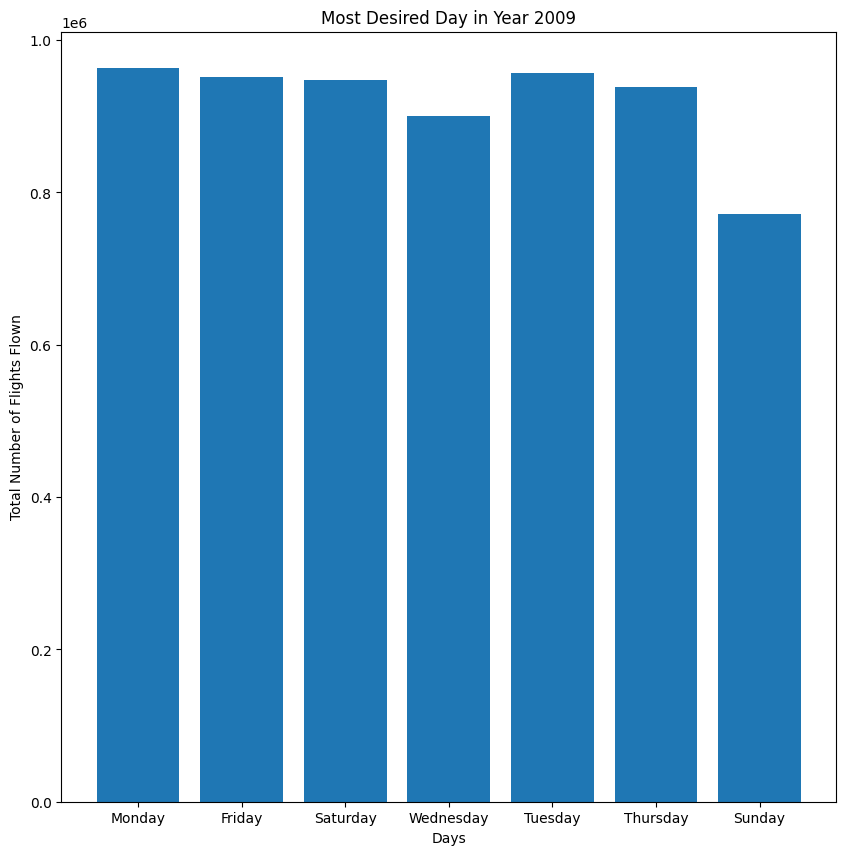 Most Desired Day in Year 2009
1e6
1.0
0.8
0.6
0.4
0.2
0.0
Total Number of Flights Flown
Monday Friday Saturday Wednesday Tuesday Thursday Sunday
Days